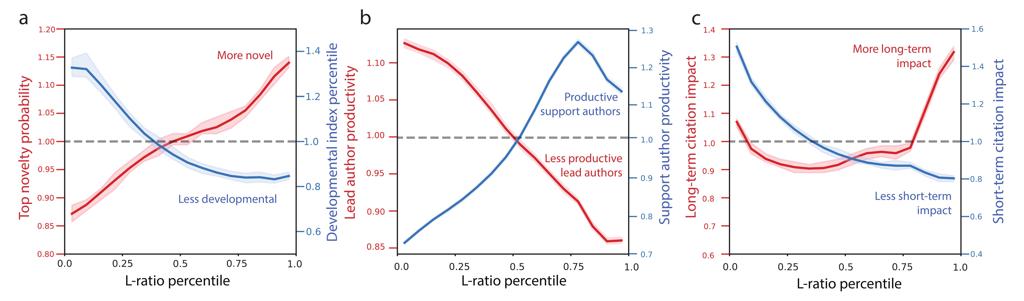 a
Top novelty probability
1.20
1.15
1.10
1.05
1.00
0.95
0.90
0.85
0.80
More novel
Less developmental
1.4
1.2
1.0
0.8
0.6
Developmental index percentile
0.0 0.25 0.50 0.75 1.0
L-ratio percentile
b
Lead author productivity
1.10
1.05
1.00
0.95
0.90
0.85
Productive
support authors
Less productive
lead authors
1.3
1.2
1.1
1.0
0.9
0.8
0.7
Support author productivity
0.0 0.25 0.5 0.75 1.0
L-ratio percentile
c
Long-term citation impact
1.4
1.3
1.2
1.1
1.0
0.9
0.8
0.7
0.6
More long-term
impact
Less short-term
impact
1.6
1.4
1.2
1.0
0.8
0.6
0.4
Short-term citation impact
0.0 0.25 0.50 0.75 1.0
L-ratio percentile